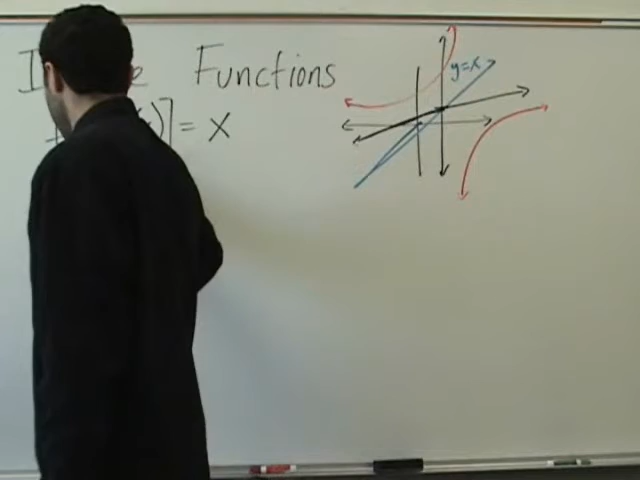 Functions
y=x
)] = x